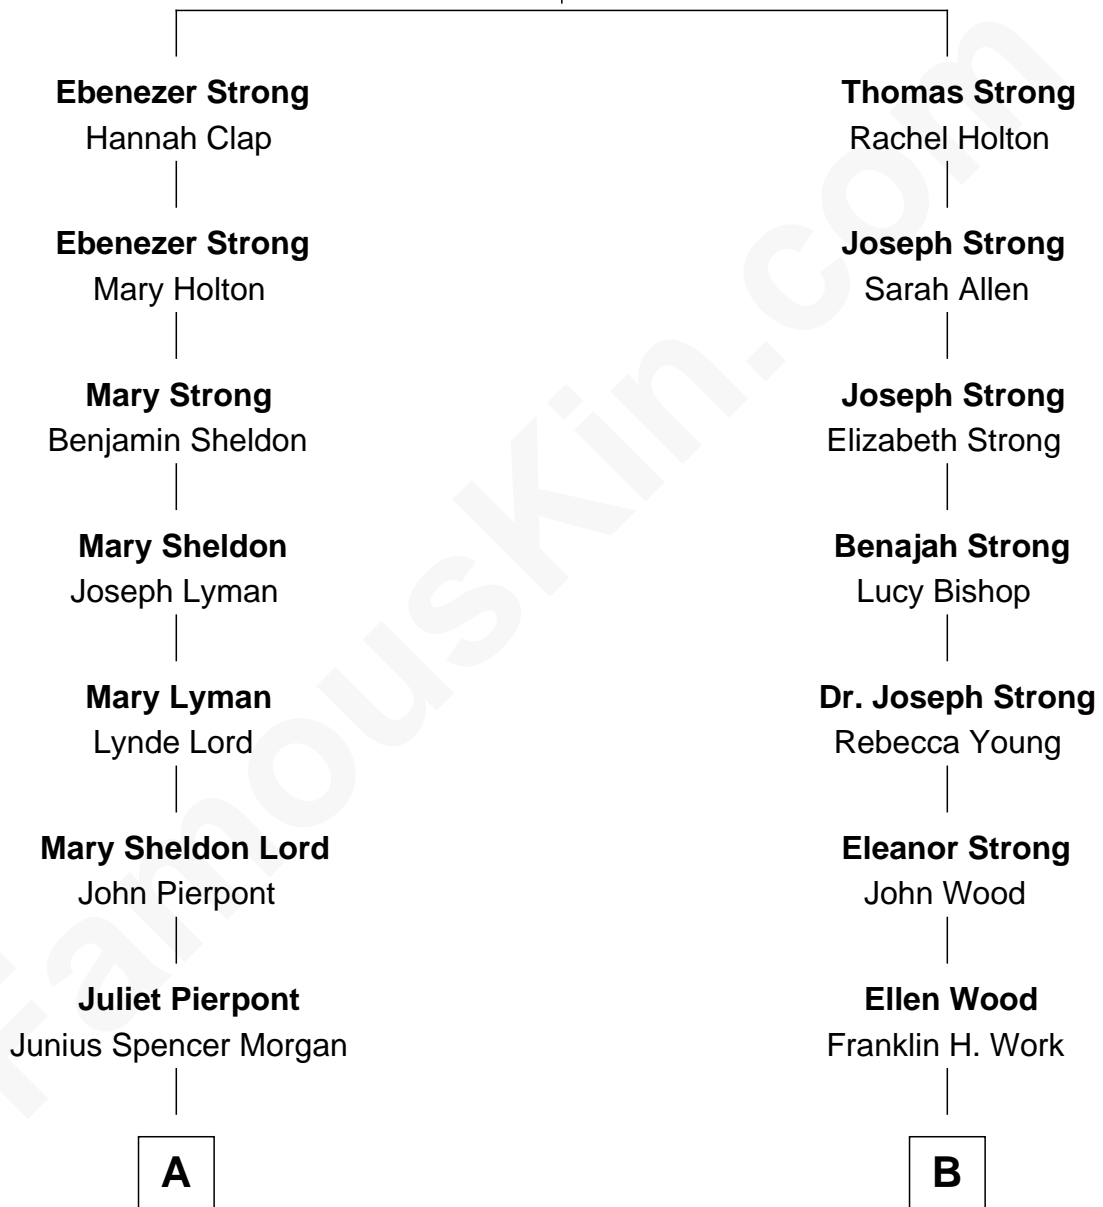 Ebenezer Strong
Hannah Clap
Ebenezer Strong
Mary Holton
Mary Strong
Benjamin Sheldon
Mary Sheldon
Joseph Lyman
Mary Lyman
Lynde Lord
Mary Sheldon Lord
John Pierpont
Juliet Pierpont
Junius Spencer Morgan
A
Thomas Strong
Rachel Holton
Joseph Strong
Sarah Allen
Joseph Strong
Elizabeth Strong
Benajah Strong
Lucy Bishop
Dr. Joseph Strong
Rebecca Young
Eleanor Strong
John Wood
Ellen Wood
Franklin H. Work
B
FamousKin.com